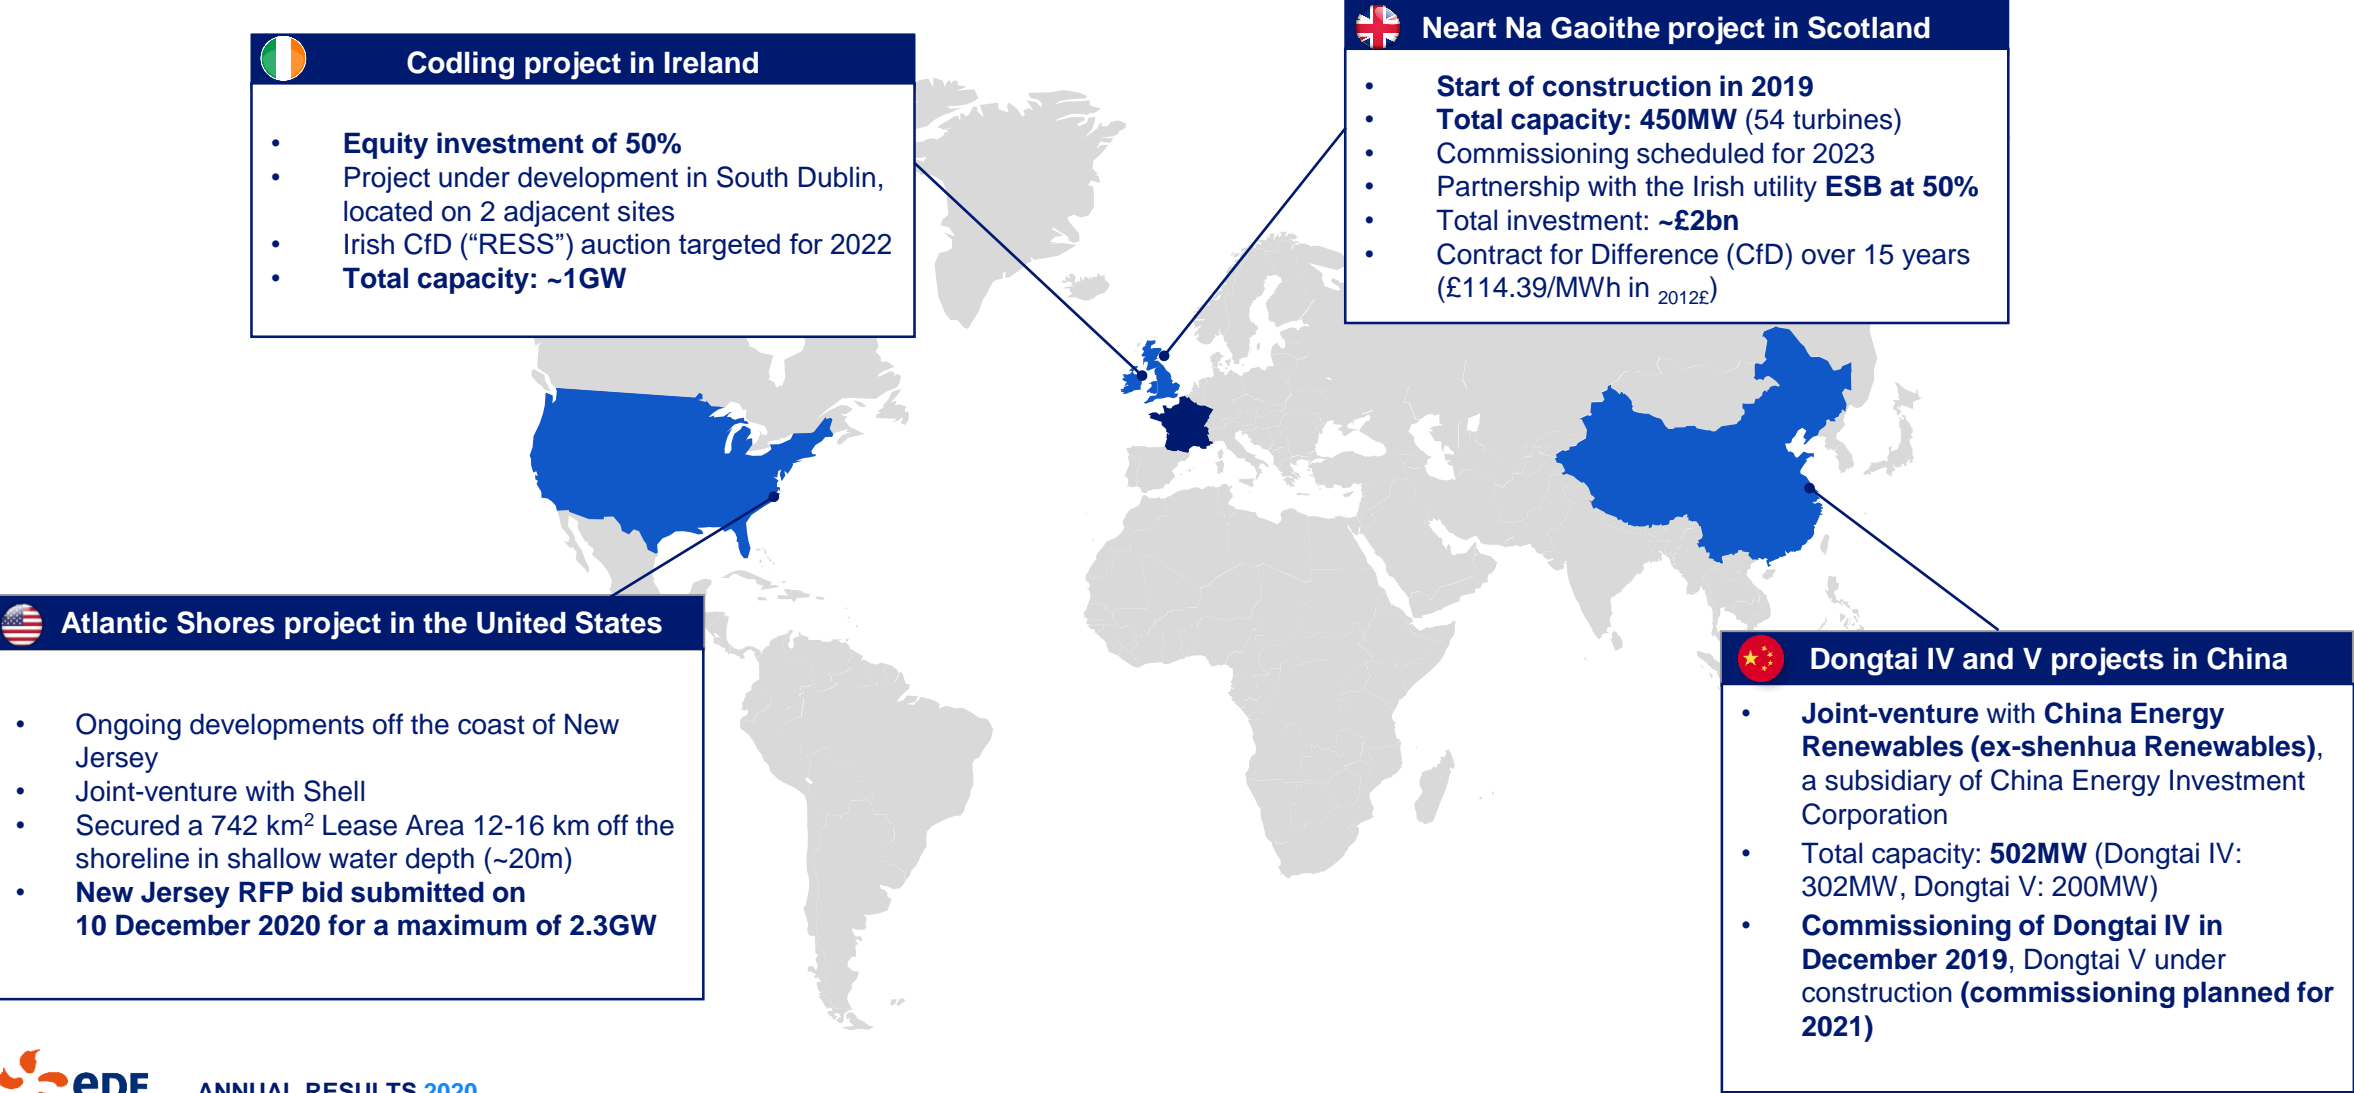 Codling project in Ireland
• Equity investment of 50%
• Project under development in South Dublin,
located on 2 adjacent sites
• Irish CfD (“RESS”) auction targeted for 2022
• Total capacity: ~1GW
Neart Na Gaoithe project in Scotland
• Start of construction in 2019
• Total capacity: 450MW (54 turbines)
• Commissioning scheduled for 2023
• Partnership with the Irish utility ESB at 50%
• Total investment: ~£2bn
• Contract for Difference (CfD) over 15 years
(£114.39/MWh in 2012£)
Atlantic Shores project in the United States
• Ongoing developments off the coast of New
Jersey
• Joint-venture with Shell
• Secured a 742 km² Lease Area 12-16 km off the
shoreline in shallow water depth (~20m)
• New Jersey RFP bid submitted on
10 December 2020 for a maximum of 2.3GW
Dongtai IV and V projects in China
• Joint-venture with China Energy
Renewables (ex-shenhua Renewables),
a subsidiary of China Energy Investment
Corporation
• Total capacity: 502MW (Dongtai IV:
302MW, Dongtai V: 200MW)
• Commissioning of Dongtai IV in
December 2019, Dongtai V under
construction (commissioning planned for
2021)
eDF
ANNUAL RESULTS 2020